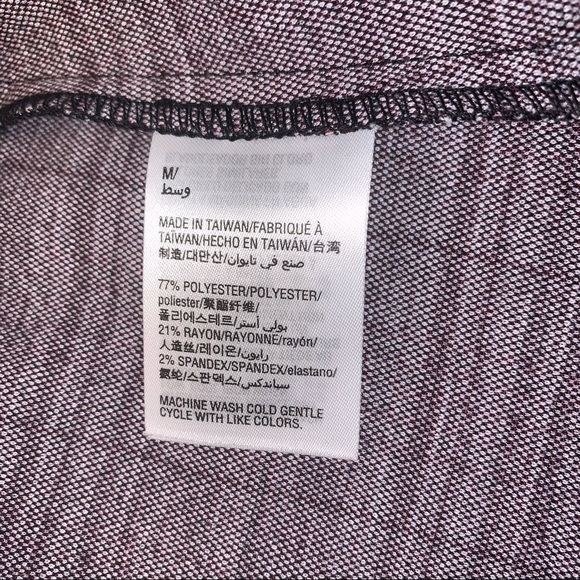 M/
وسط
MADE IN TAIWAN/FABRIQUÉ À
TAÏWAN/HECHO EN TAIWÁN/台湾
制造/대만산/صنع في تايوان
77% POLYESTER/POLYESTER/
poliester/聚酯纤维/
폴리에스테르/بولي أستر
21% RAYON/RAYONNE/rayón/
人造丝/레이온/رايون
2% SPANDEX/SPANDEX/elastano/
氨纶/스판덱스/سباندكس
MACHINE WASH COLD GENTLE
CYCLE WITH LIKE COLORS.